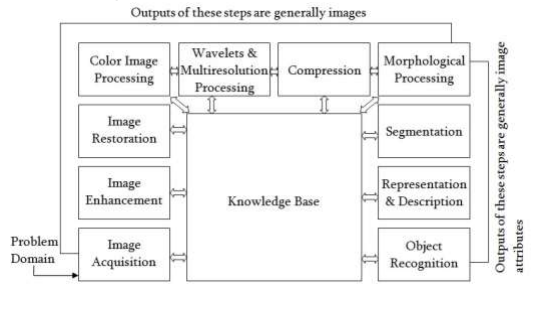 Outputs of these steps are generally images
Color Image
Processing
Wavelets &
Multiresolution
Processing
Compression
Morphological
Processing
Image
Restoration
Segmentation
Image
Enhancement
Knowledge Base
Representation
& Description
Problem
Domain
Image
Acquisition
Object
Recognition
Outputs of these steps are generally image
attributes